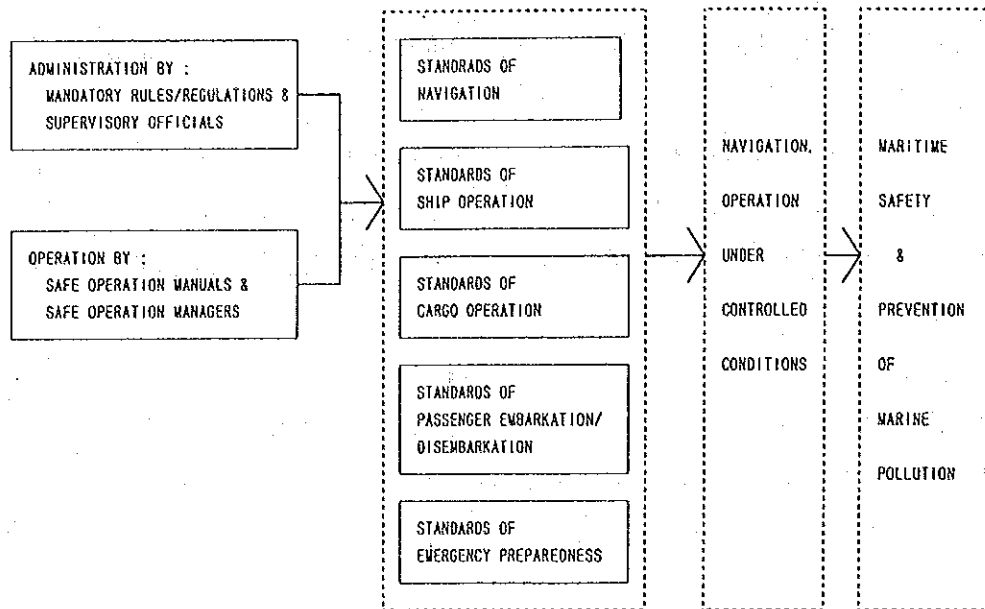 ADMINISTRATION BY :
MANDATORY RULES/REGULATIONS &
SUPERVISORY OFFICIALS
OPERATION BY :
SAFE OPERATION MANUALS &
SAFE OPERATION MANAGERS
STANDRADS OF
NAVIGATION
STANDARDS OF
SHIP OPERATION
STANDARDS OF
CARGO OPERATION
STANDARDS OF
PASSENGER EMBARKATION/
DISEMBARKATION
STANDARDS OF
EMERGENCY PREPAREDNESS
NAVIGATION,
OPERATION
UNDER
CONTROLLED
CONDITIONS
MARITIME
SAFETY
&
PREVENTION
OF
MARINE
POLLUTION